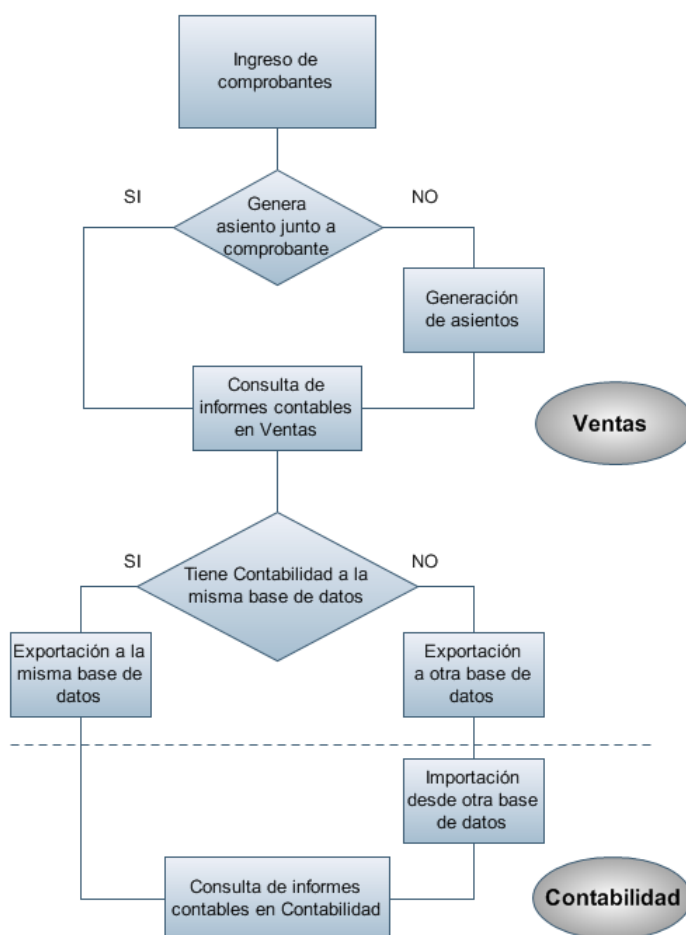 Ingreso de
comprobantes
SI
NO
Genera
asiento junto a
comprobante
Generación
de asientos
Consulta de
informes contables
en Ventas
Ventas
SI
NO
Tiene Contabilidad a la
misma base de datos
Exportación a la
misma base de
datos
Exportación
a otra base de
datos
Importación
desde otra base
de datos
Consulta de informes
contables en Contabilidad
Contabilidad